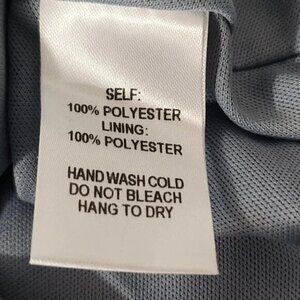 SELF:
100% POLYESTER
LINING:
100% POLYESTER
HAND WASH COLD
DO NOT BLEACH
HANG TO DRY